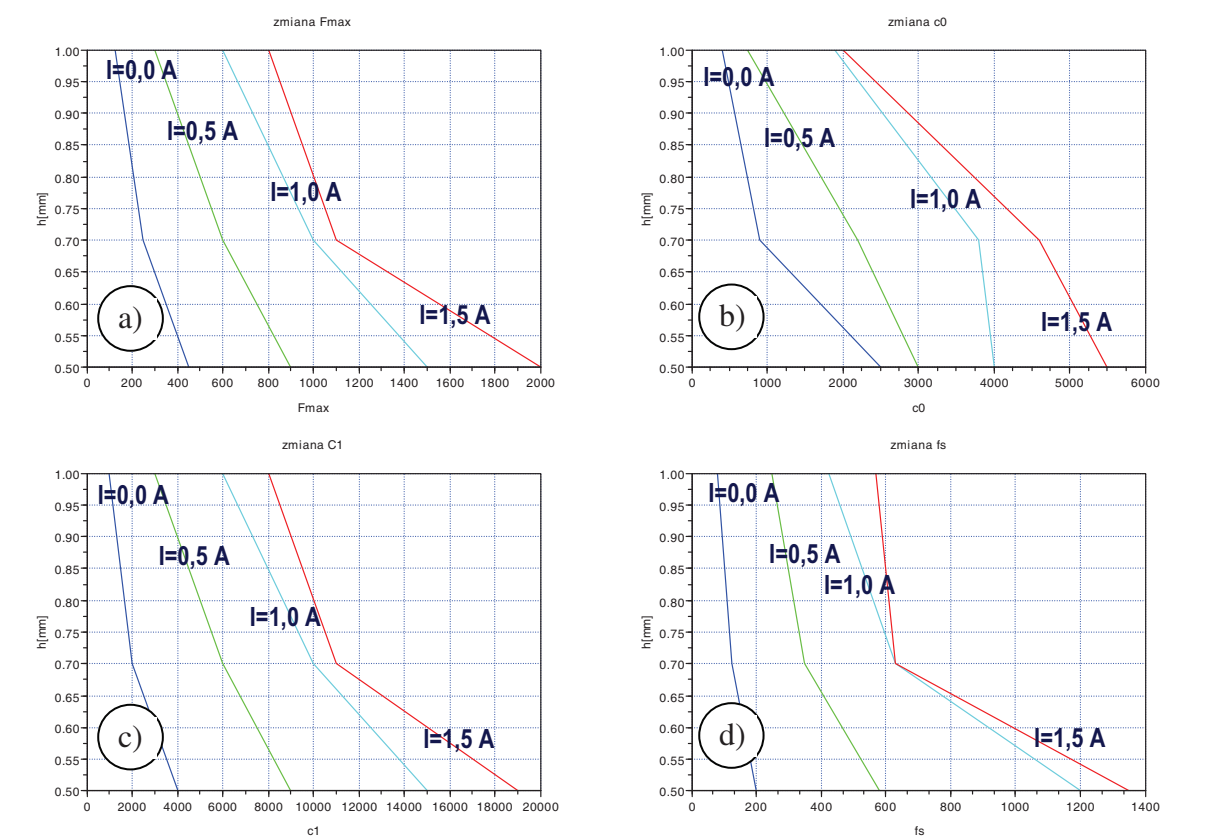 zmiana Fmax
1.00
0.95
0.90
0.85
0.80
0.75
0.70
0.65
0.60
0.55
0.50
h[mm]
I=0,0 A
I=0,5 A
I=1,0 A
I=1,5 A
a)
0 200 400 600 800 1000 1200 1400 1600 1800 2000
Fmax
zmiana c0
1.00
0.95
0.90
0.85
0.80
0.75
0.70
0.65
0.60
0.55
0.50
h[mm]
I=0,0 A
I=0,5 A
I=1,0 A
I=1,5 A
b)
0 1000 2000 3000 4000 5000 6000
c0
zmiana C1
1.00
0.95
0.90
0.85
0.80
0.75
0.70
0.65
0.60
0.55
0.50
h[mm]
I=0,0 A
I=0,5 A
I=1,0 A
I=1,5 A
c)
0 2000 4000 6000 8000 10000 12000 14000 16000 18000 20000
c1
zmiana fs
1.00
0.95
0.90
0.85
0.80
0.75
0.70
0.65
0.60
0.55
0.50
h[mm]
I=0,0 A
I=0,5 A
I=1,0 A
I=1,5 A
d)
0 200 400 600 800 1000 1200 1400
fs